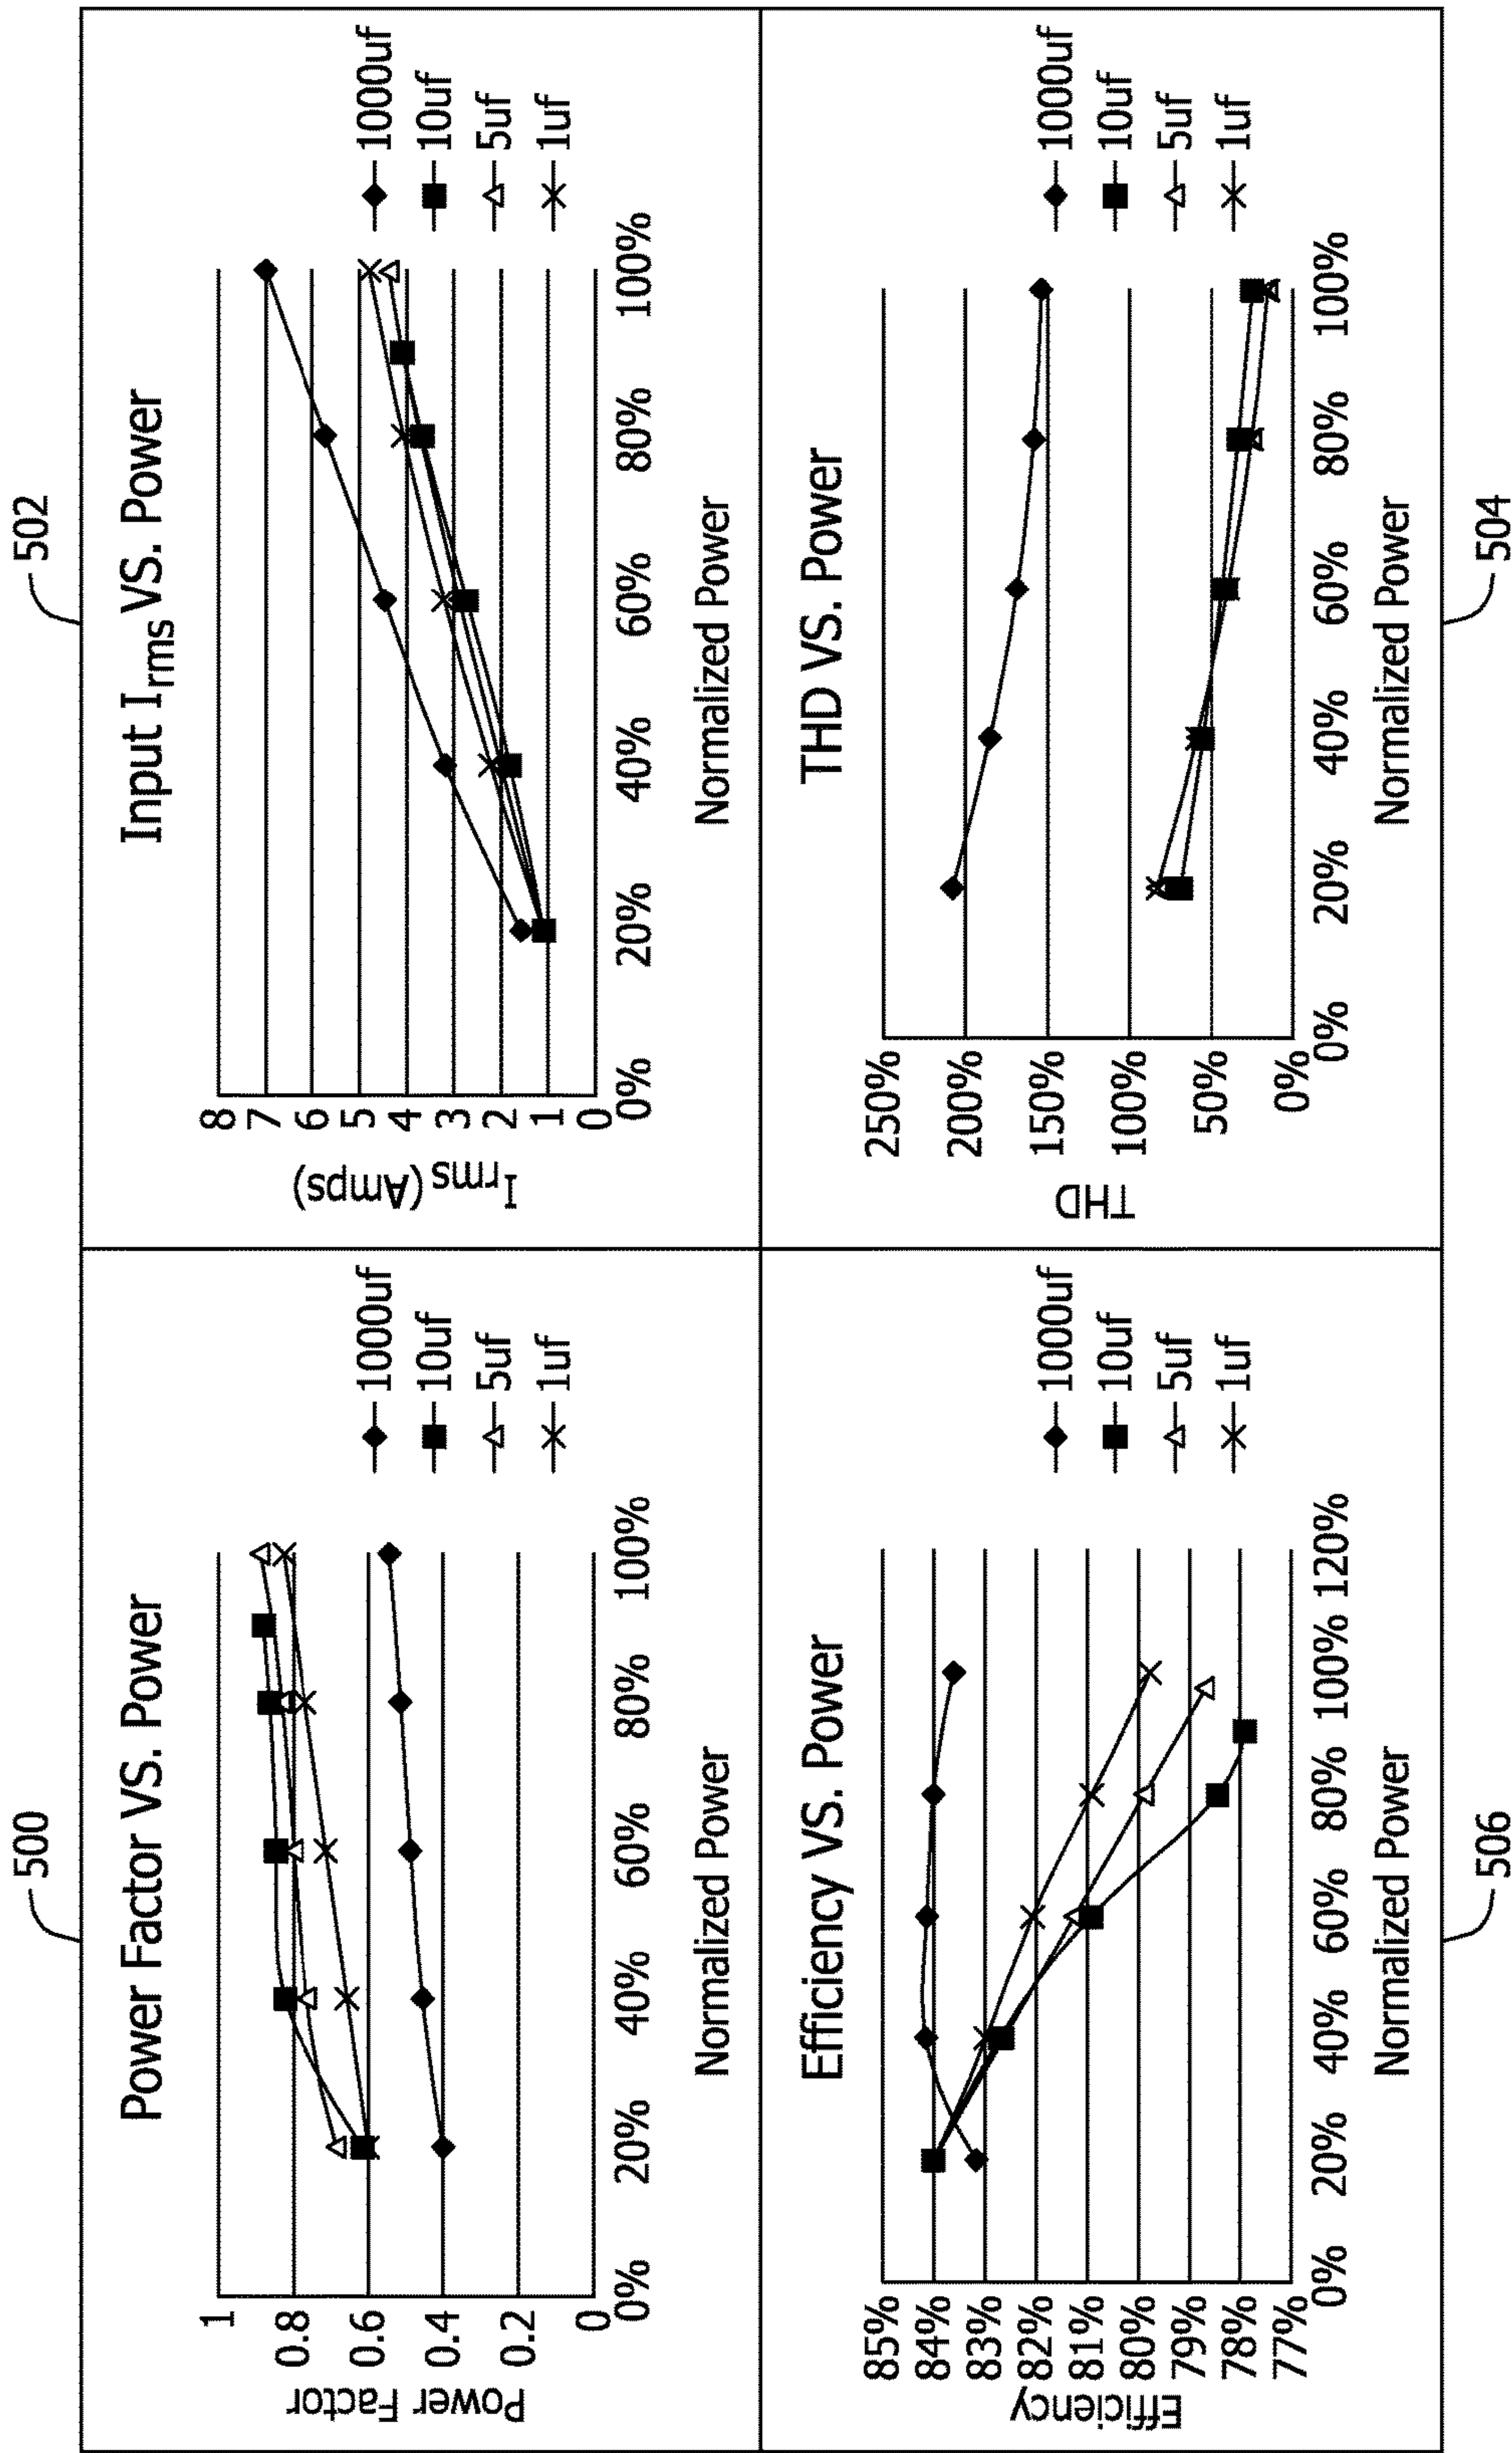 500
502
Power Factor VS. Power
Power Factor
1
0.8
0.6
0.4
0.2
0
0%
20%
40%
60%
80%
100%
Normalized Power
1000uf
10uf
5uf
1uf
Input Irms VS. Power
Irms (Amps)
8
7
6
5
4
3
2
1
0
0%
20%
40%
60%
80%
100%
Normalized Power
1000uf
10uf
5uf
1uf
Efficiency VS. Power
Efficiency
85%
84%
83%
82%
81%
80%
79%
78%
77%
0%
20%
40%
60%
80%
100%
120%
Normalized Power
1000uf
10uf
5uf
1uf
THD VS. Power
THD
250%
200%
150%
100%
50%
0%
0%
20%
40%
60%
80%
100%
Normalized Power
1000uf
10uf
5uf
1uf
506
504